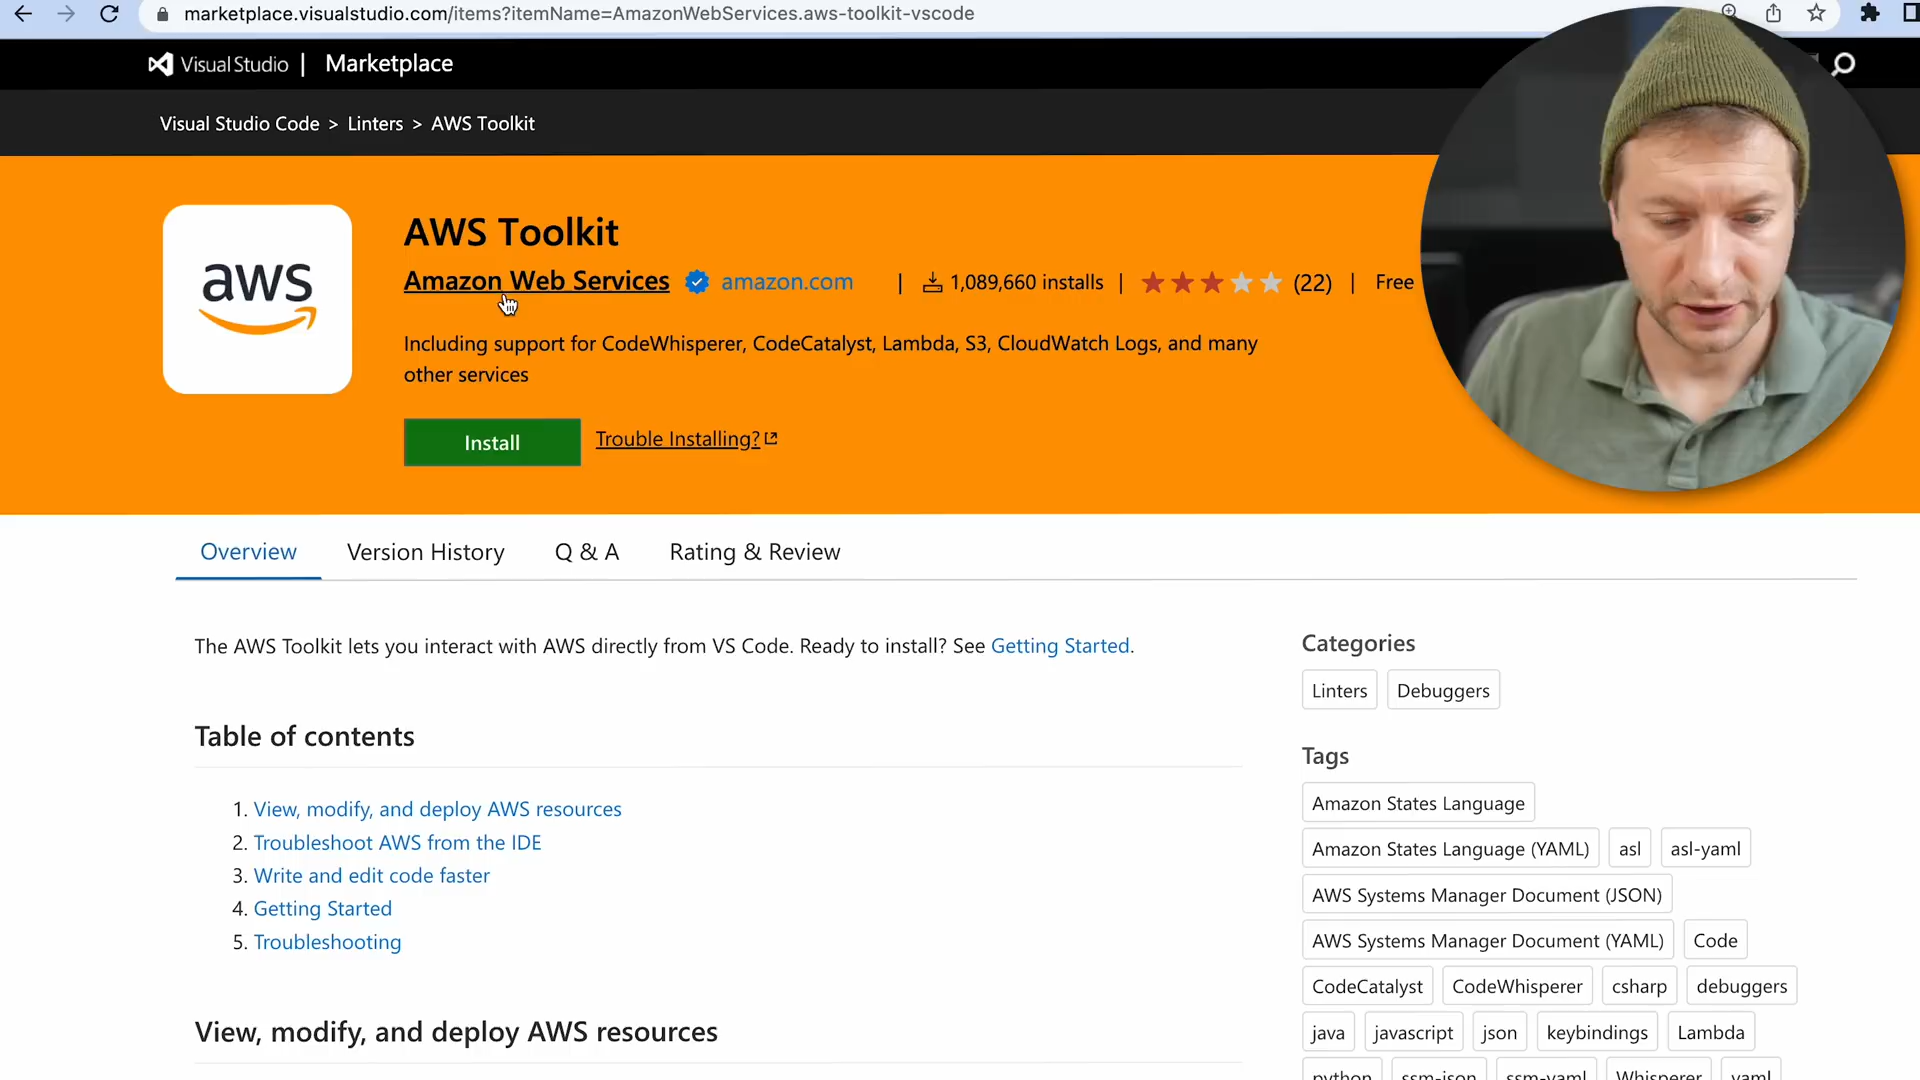 marketplace.visualstudio.com/items?itemName=AmazonWebServices.aws-toolkit-vscode
Visual Studio | Marketplace
Visual Studio Code > Linters > AWS Toolkit
aws
AWS Toolkit
Amazon Web Services amazon.com | 1,089,660 installs | (22) | Free
Including support for CodeWhisperer, CodeCatalyst, Lambda, S3, CloudWatch Logs, and many
other services
Install Trouble Installing?
Overview Version History Q & A Rating & Review
The AWS Toolkit lets you interact with AWS directly from VS Code. Ready to install? See Getting Started.
Table of contents
1. View, modify, and deploy AWS resources
2. Troubleshoot AWS from the IDE
3. Write and edit code faster
4. Getting Started
5. Troubleshooting
View, modify, and deploy AWS resources
Categories
Linters Debuggers
Tags
Amazon States Language
Amazon States Language (YAML) asl asl-yaml
AWS Systems Manager Document (JSON)
AWS Systems Manager Document (YAML) Code
CodeCatalyst CodeWhisperer csharp debuggers
java javascript json keybindings Lambda
python ssm-json ssm-yaml Whisperer yaml